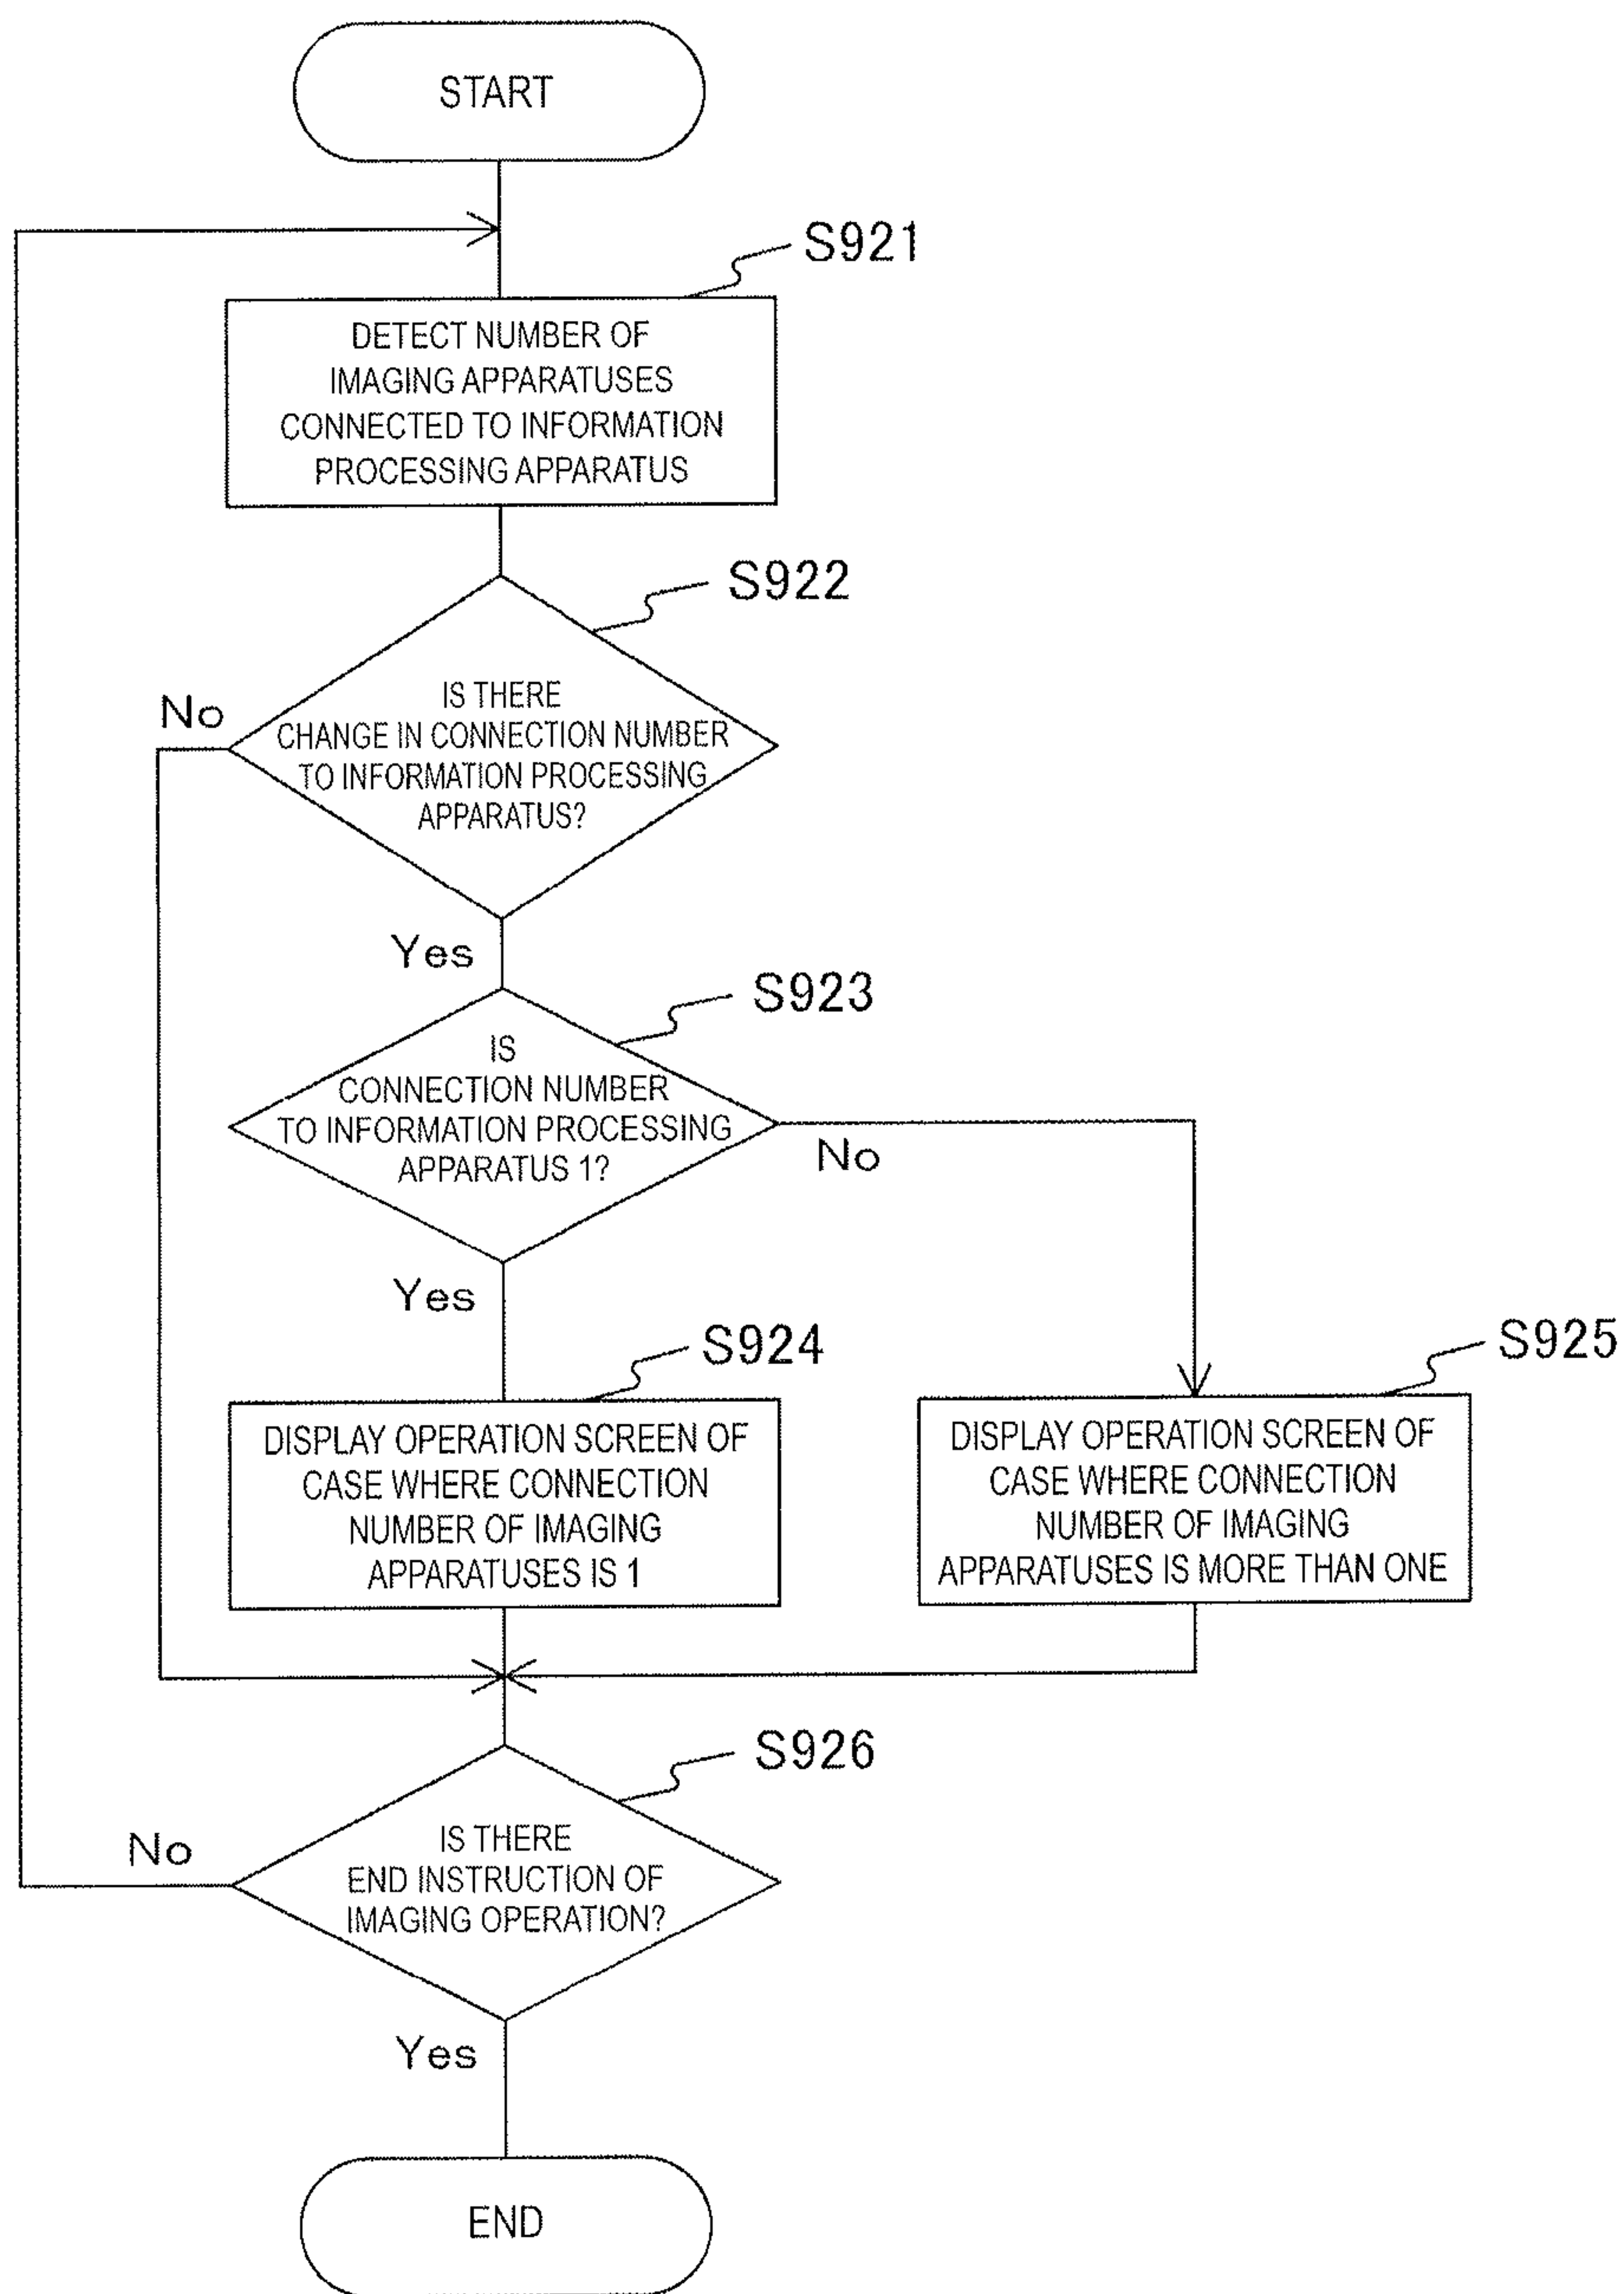 START
S921
DETECT NUMBER OF
IMAGING APPARATUSES
CONNECTED TO INFORMATION
PROCESSING APPARATUS
S922
No
IS THERE
CHANGE IN CONNECTION NUMBER
TO INFORMATION PROCESSING
APPARATUS?
Yes
S923
IS
CONNECTION NUMBER
TO INFORMATION PROCESSING
APPARATUS 1?
No
Yes
S924
S925
DISPLAY OPERATION SCREEN OF
CASE WHERE CONNECTION
NUMBER OF IMAGING
APPARATUSES IS 1
DISPLAY OPERATION SCREEN OF
CASE WHERE CONNECTION
NUMBER OF IMAGING
APPARATUSES IS MORE THAN ONE
S926
No
IS THERE
END INSTRUCTION OF
IMAGING OPERATION?
Yes
END